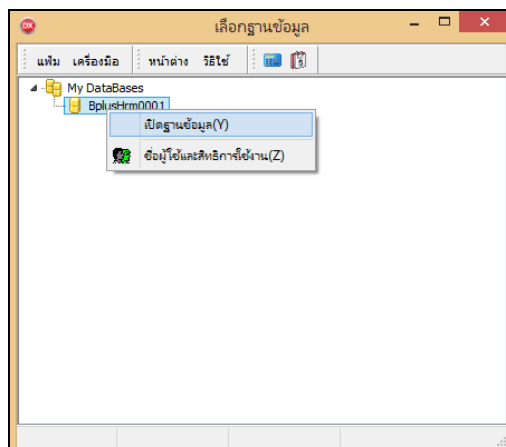 เลือกฐานข้อมูล
แฟ้ม เครื่องมือ หน้าต่าง วิธีใช้
My DataBases
BplusHrm0001
เปิดฐานข้อมูล(Y)
ชื่อผู้ใช้และสิทธิการใช้งาน(Z)